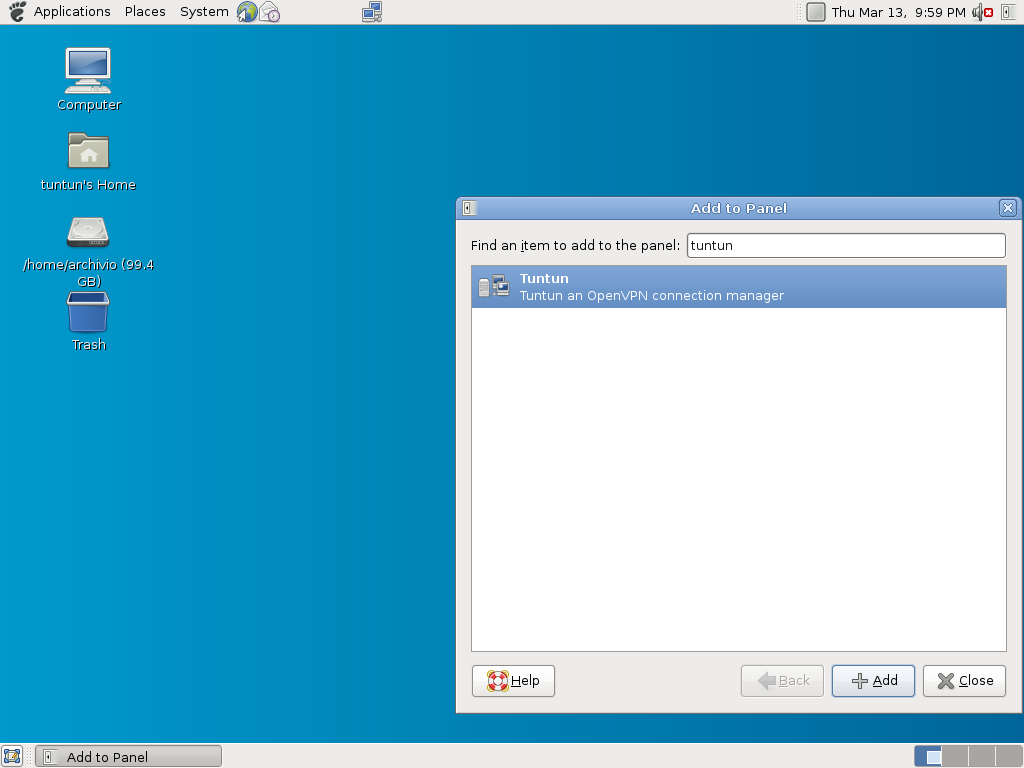 Applications Places System Thu Mar 13, 9:59 PM
Computer
tuntun's Home
/home/archivio (99.4
GB)
Trash
Add to Panel
Find an item to add to the panel: tuntun
Tuntun
Tuntun an OpenVPN connection manager
Help Back Add Close
Add to Panel